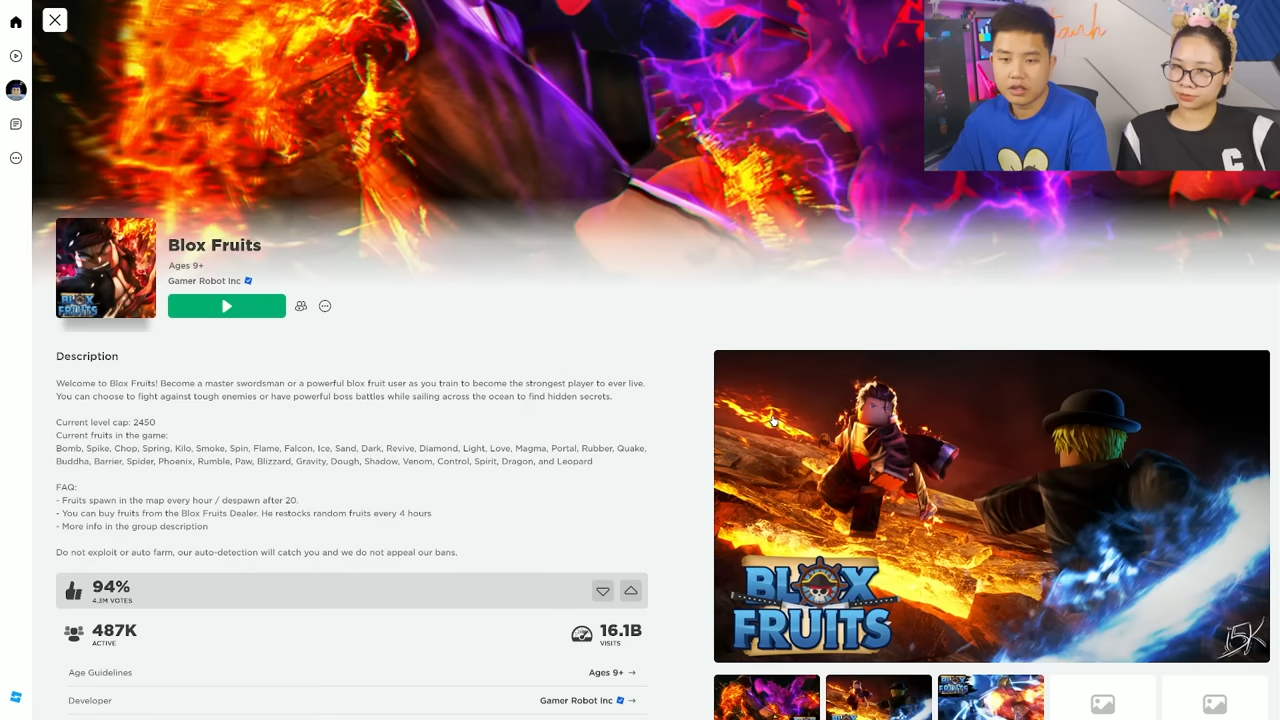 anh
C
Blox Fruits
Ages 9+
Gamer Robot Inc
BLOX
FRUITS
Description
Welcome to Blox Fruits! Become a master swordsman or a powerful blox fruit user as you train to become the strongest player to ever live.
You can choose to fight against tough enemies or have powerful boss battles while sailing across the ocean to find hidden secrets.
Current level cap: 2450
Current fruits in the game:
Bomb, Spike, Chop, Spring, Kilo, Smoke, Spin, Flame, Falcon, Ice, Sand, Dark, Revive, Diamond, Light, Love, Magma, Portal, Rubber, Quake,
Buddha, Barrier, Spider, Phoenix, Rumble, Paw, Blizzard, Gravity, Dough, Shadow, Venom, Control, Spirit, Dragon, and Leopard
FAQ:
- Fruits spawn in the map every hour / despawn after 20.
- You can buy fruits from the Blox Fruits Dealer. He restocks random fruits every 4 hours
- More info in the group description
Do not exploit or auto farm, our auto-detection will catch you and we do not appeal our bans.
94%
4.3M VOTES
487K
ACTIVE
16.1B
VISITS
Age Guidelines
Ages 9+ →
Developer
Gamer Robot Inc →
BLOX
FRUITS
i5K
BLOX
FRUITS